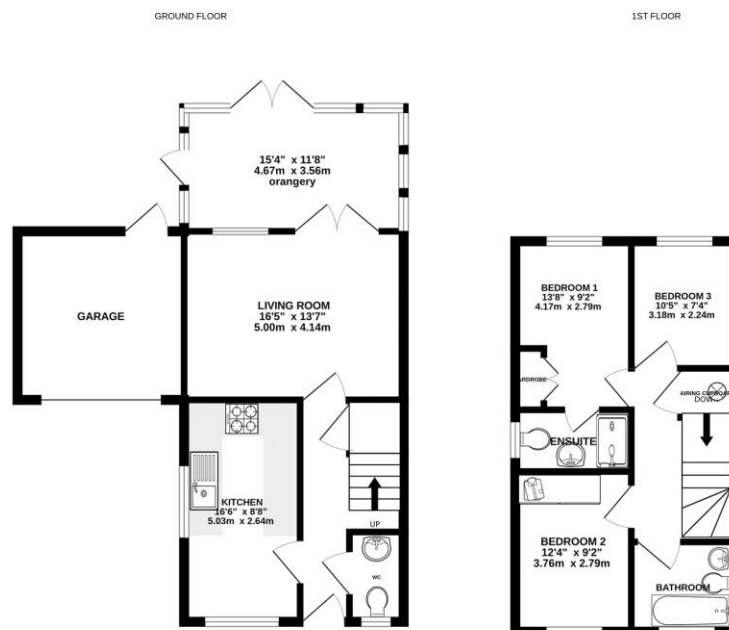 GROUND FLOOR
1ST FLOOR
15'4" x 11'8"
4.67m x 3.56m
orangery
GARAGE
LIVING ROOM
16'5" x 13'7"
5.00m x 4.14m
KITCHEN
16'6" x 8'8"
5.03m x 2.64m
UP
WC
BEDROOM 1
13'8" x 9'2"
4.17m x 2.79m
BEDROOM 3
10'5" x 7'4"
3.18m x 2.24m
ARDROBE
AIRING CUPBOARD
DOWN
ENSUITE
BEDROOM 2
12'4" x 9'2"
3.76m x 2.79m
BATHROOM